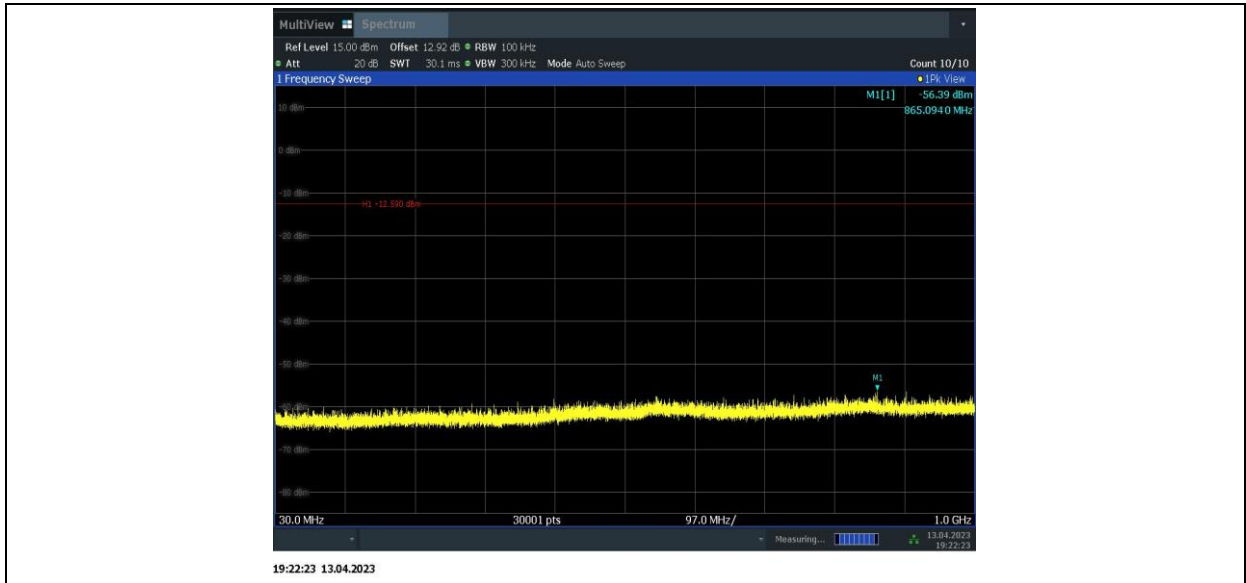 MultiView Spectrum
Ref Level 15.00 dBm Offset 12.92 dB RBW 100 kHz
Att 20 dB SWT 30.1 ms VBW 300 kHz Mode Auto Sweep Count 10/10
1 Frequency Sweep 1Pk View
M1[1] -56.39 dBm
865.0940 MHz
10 dBm
0 dBm
-10 dBm
H1 -12.590 dBm
-20 dBm
-30 dBm
-40 dBm
-50 dBm
M1
-60 dBm
-70 dBm
-80 dBm
30.0 MHz 30001 pts 97.0 MHz/ 1.0 GHz
Measuring... 13.04.2023
19:22:23
19:22:23 13.04.2023